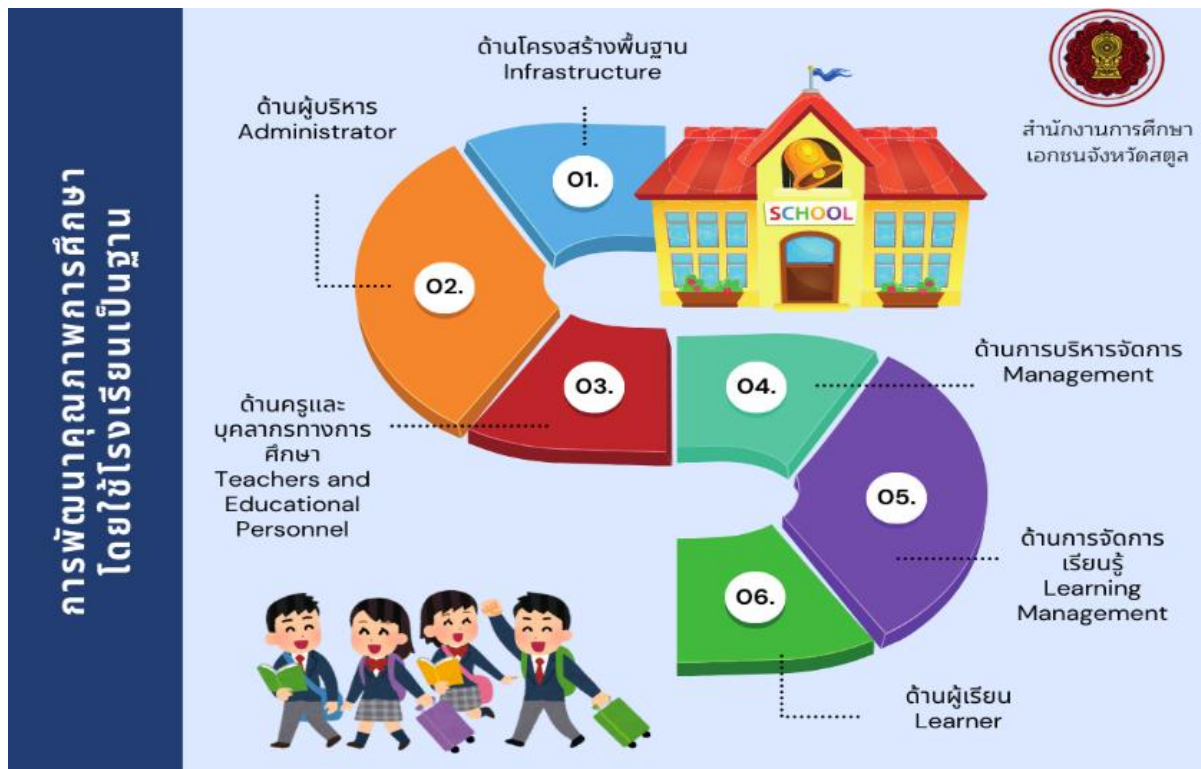 การพัฒนาคุณภาพการศึกษา
โดยใช้โรงเรียนเป็นฐาน
ด้านโครงสร้างพื้นฐาน
Infrastructure
สำนักงานการศึกษา
เอกชนจังหวัดสตูล
ด้านผู้บริหาร
Administrator
01.
SCHOOL
02.
03.
04.
ด้านการบริหารจัดการ
Management
ด้านครูและ
บุคลากรทางการ
ศึกษา
Teachers and
Educational
Personnel
05.
ด้านการจัดการ
เรียนรู้
Learning
Management
06.
ด้านผู้เรียน
Learner